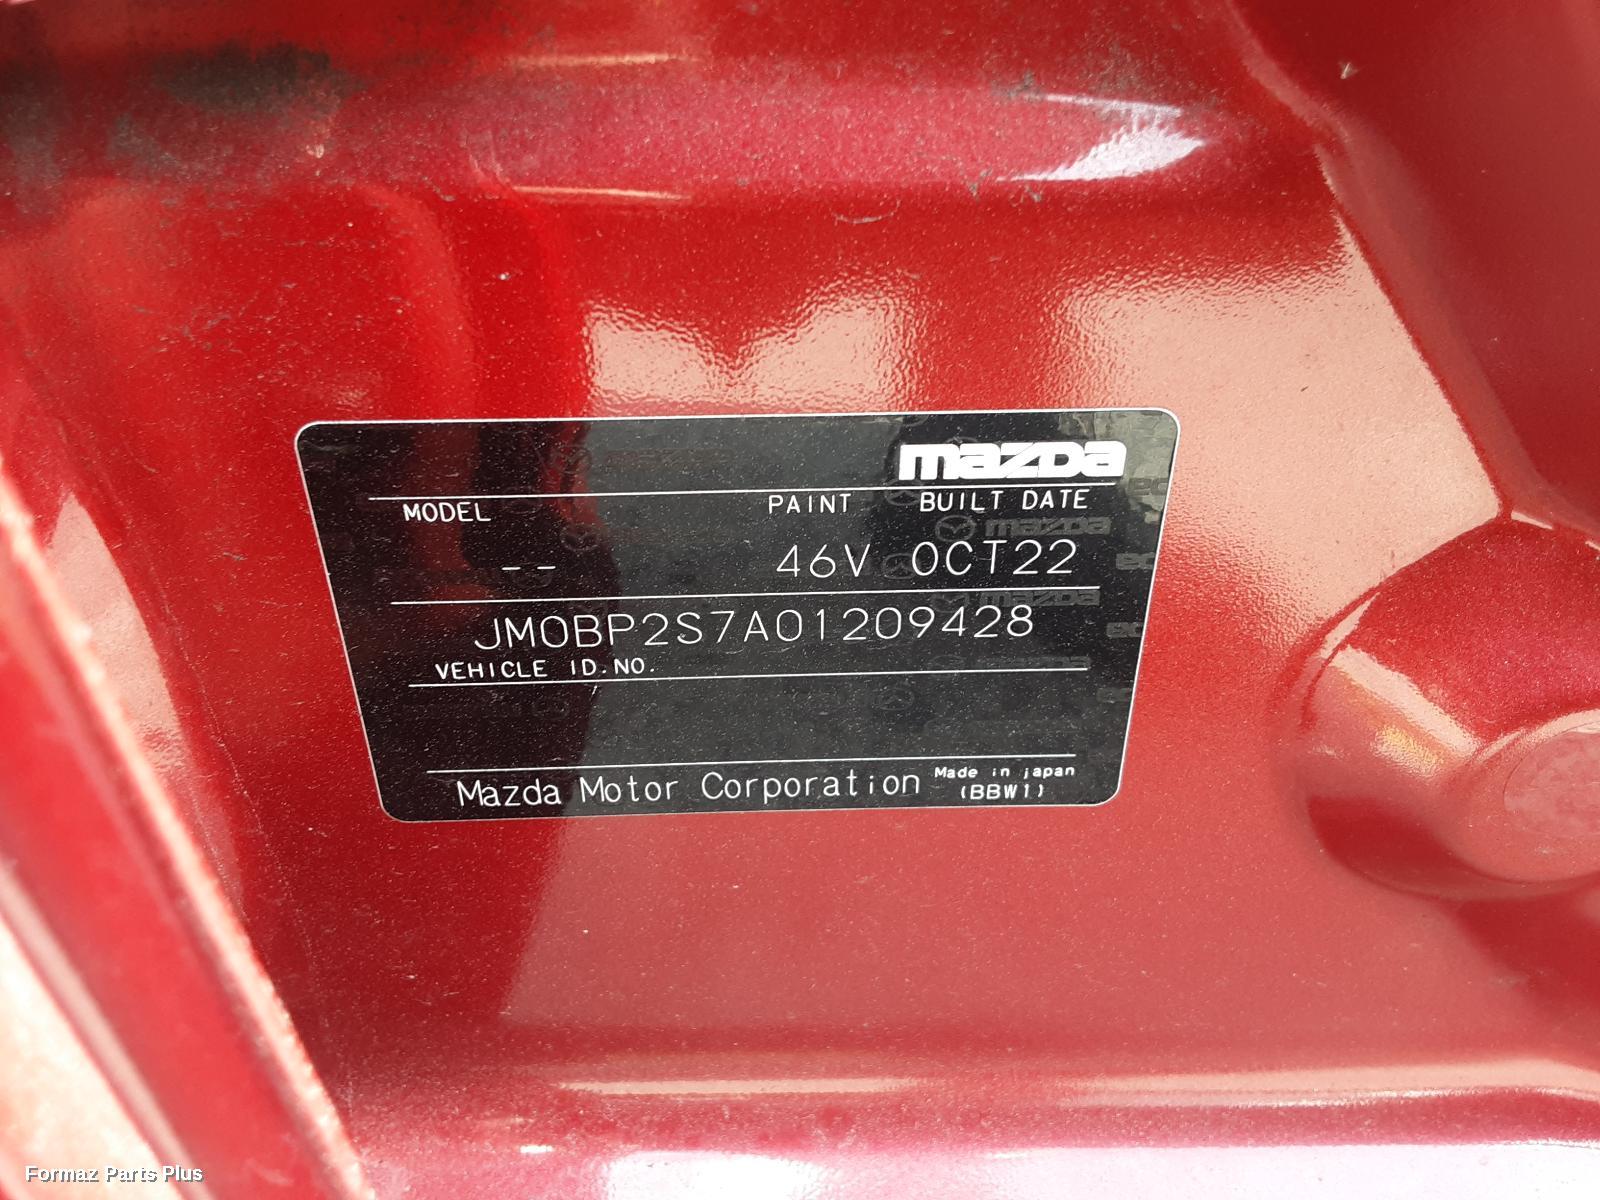 mazda
MODEL PAINT BUILT DATE
-- 46V OCT22
JM0BP2S7A01209428
VEHICLE ID.NO.
Mazda Motor Corporation Made in japan
(BBW1)
Formaz Parts Plus